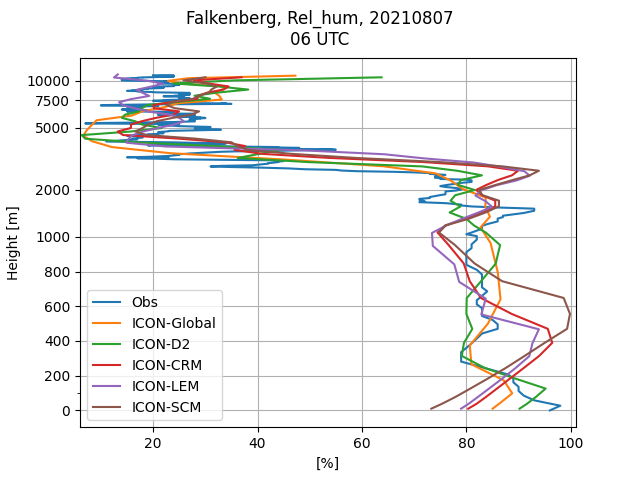 Falkenberg, Rel_hum, 20210807
06 UTC
10000
7500
5000
2000
1000
800
600
400
200
0
Height [m]
Obs
ICON-Global
ICON-D2
ICON-CRM
ICON-LEM
ICON-SCM
20 40 60 80 100
[%]